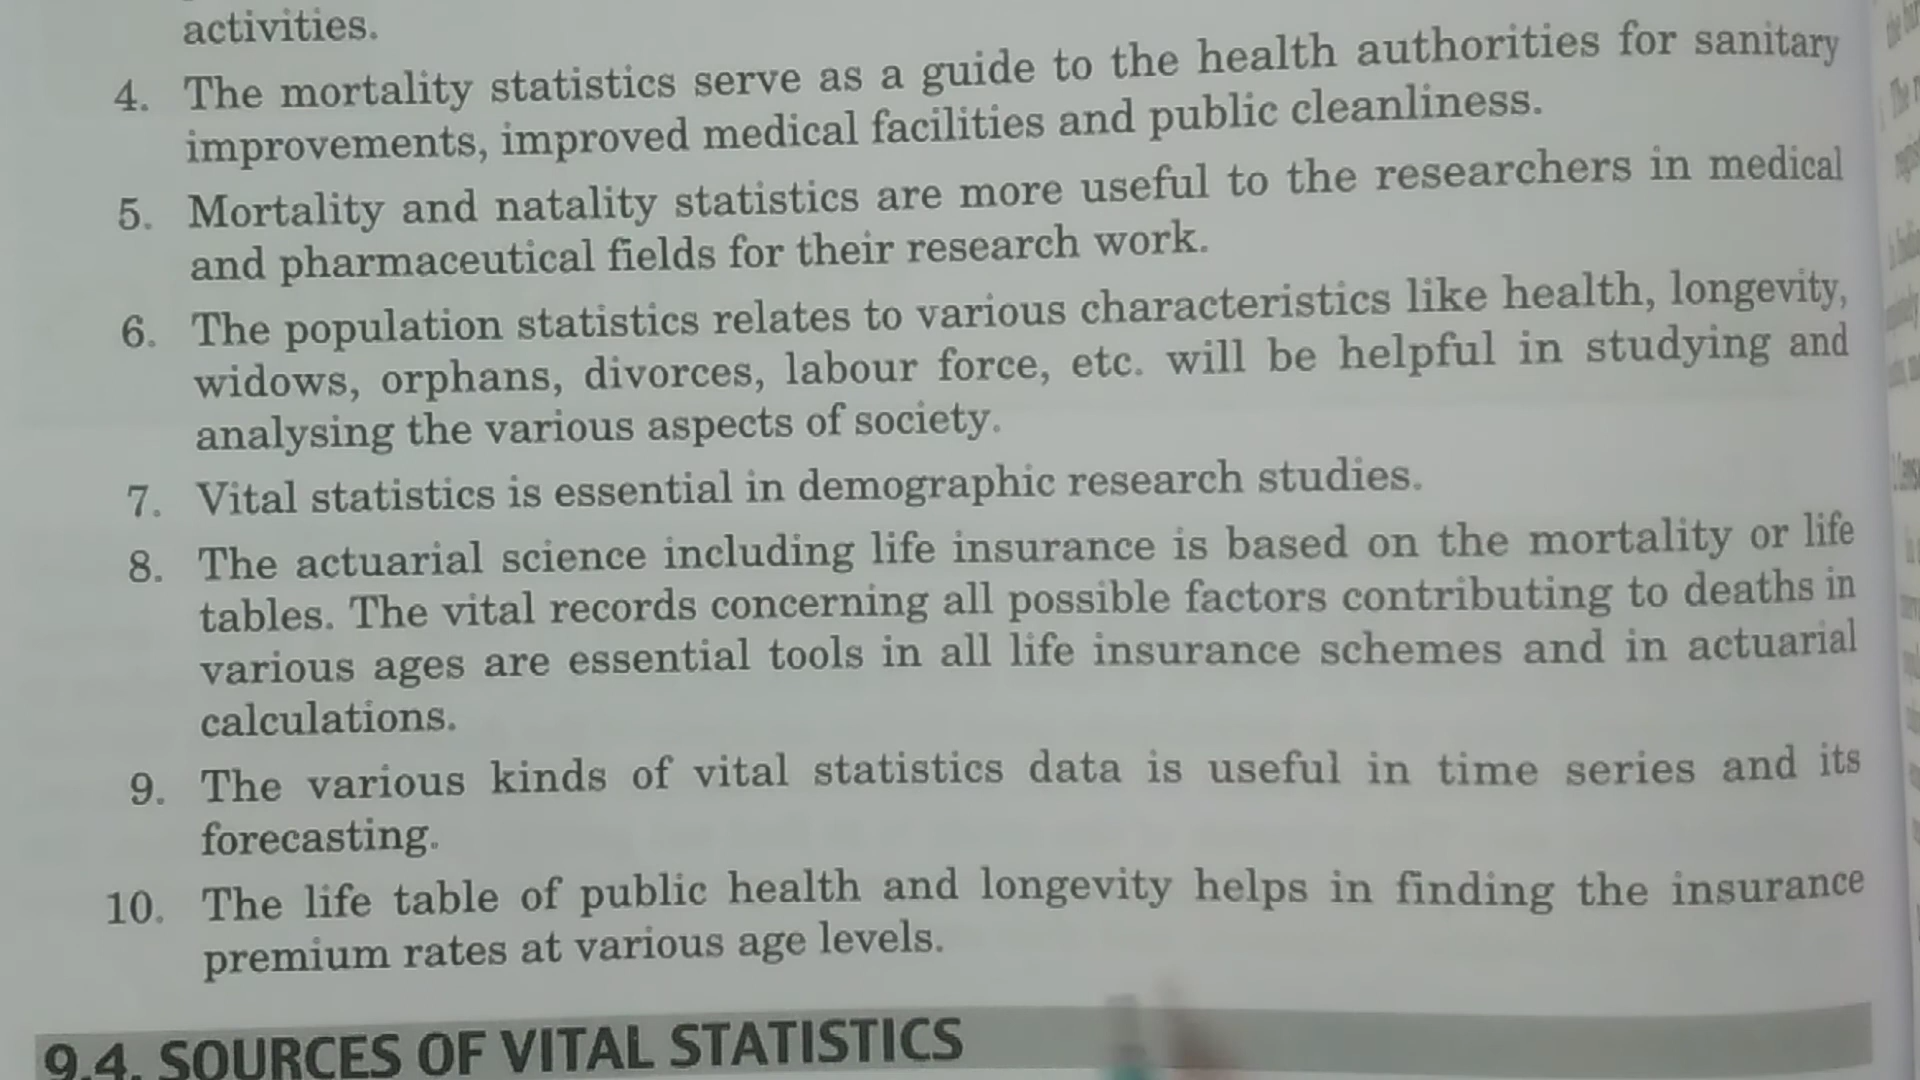 activities.
4. The mortality statistics serve as a guide to the health authorities for sanitary
improvements, improved medical facilities and public cleanliness.
5. Mortality and natality statistics are more useful to the researchers in medical
and pharmaceutical fields for their research work.
6. The population statistics relates to various characteristics like health, longevity,
widows, orphans, divorces, labour force, etc. will be helpful in studying and
analysing the various aspects of society.
7. Vital statistics is essential in demographic research studies.
8. The actuarial science including life insurance is based on the mortality or life
tables. The vital records concerning all possible factors contributing to deaths in
various ages are essential tools in all life insurance schemes and in actuarial
calculations.
9. The various kinds of vital statistics data is useful in time series and its
forecasting.
10. The life table of public health and longevity helps in finding the insurance
premium rates at various age levels.
9.4. SOURCES OF VITAL STATISTICS